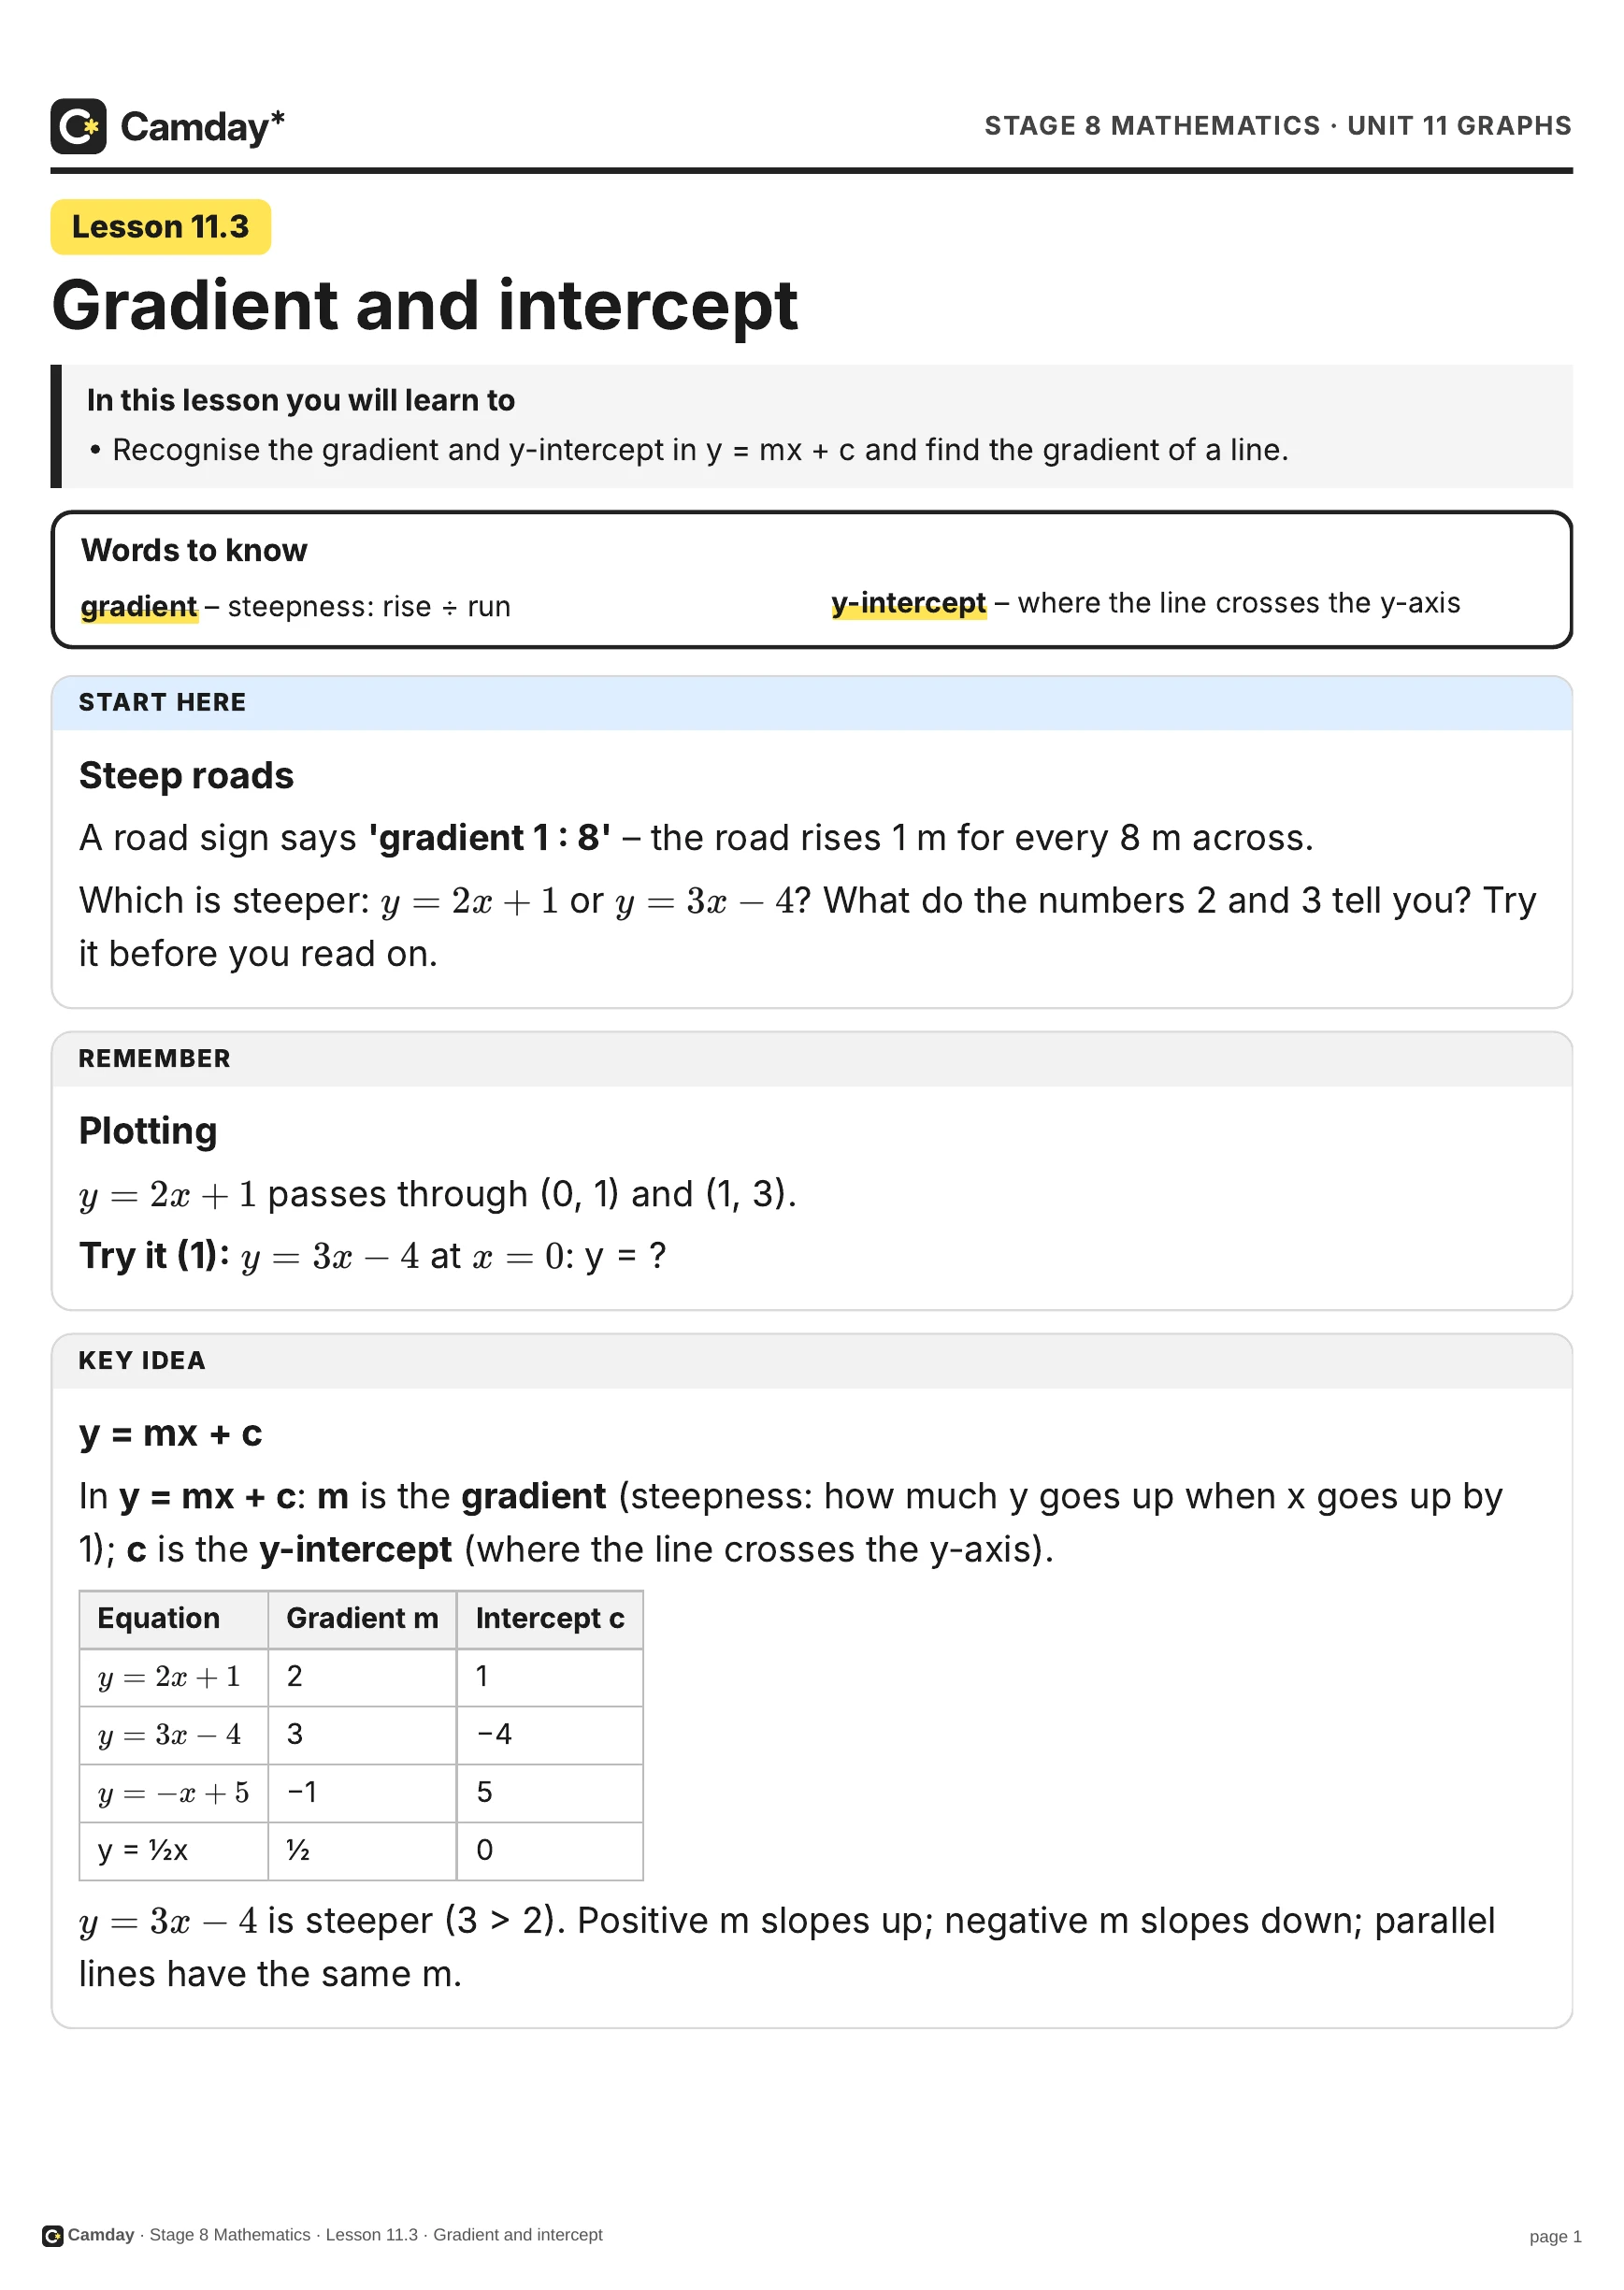 Camday*
STAGE 8 MATHEMATICS · UNIT 11 GRAPHS
Lesson 11.3
Gradient and intercept
In this lesson you will learn to
• Recognise the gradient and y-intercept in y = mx + c and find the gradient of a line.
Words to know
gradient – steepness: rise ÷ run
y-intercept – where the line crosses the y-axis
START HERE
Steep roads
A road sign says 'gradient 1 : 8' – the road rises 1 m for every 8 m across.
Which is steeper: y = 2x + 1 or y = 3x − 4? What do the numbers 2 and 3 tell you? Try
it before you read on.
REMEMBER
Plotting
y = 2x + 1 passes through (0, 1) and (1, 3).
Try it (1): y = 3x − 4 at x = 0: y = ?
KEY IDEA
y = mx + c
In y = mx + c: m is the gradient (steepness: how much y goes up when x goes up by
1); c is the y-intercept (where the line crosses the y-axis).
Equation Gradient m Intercept c
y = 2x + 1 2 1
y = 3x − 4 3 −4
y = −x + 5 −1 5
y = ½x ½ 0
y = 3x − 4 is steeper (3 > 2). Positive m slopes up; negative m slopes down; parallel
lines have the same m.
Camday · Stage 8 Mathematics · Lesson 11.3 · Gradient and intercept
page 1